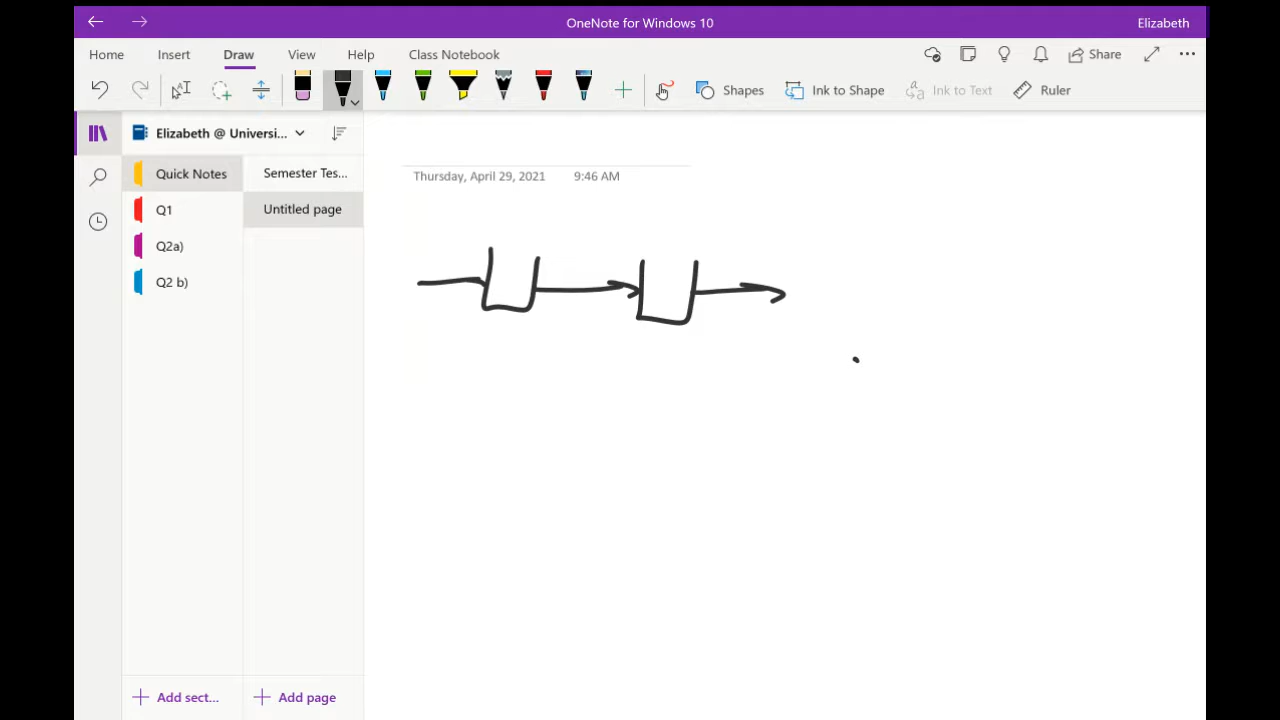 OneNote for Windows 10
Elizabeth
Home Insert Draw View Help Class Notebook
Share
Shapes Ink to Shape Ink to Text Ruler
Elizabeth @ Universi...
Quick Notes
Q1
Q2a)
Q2 b)
Semester Tes...
Untitled page
Thursday, April 29, 2021 9:46 AM
Add sect... Add page